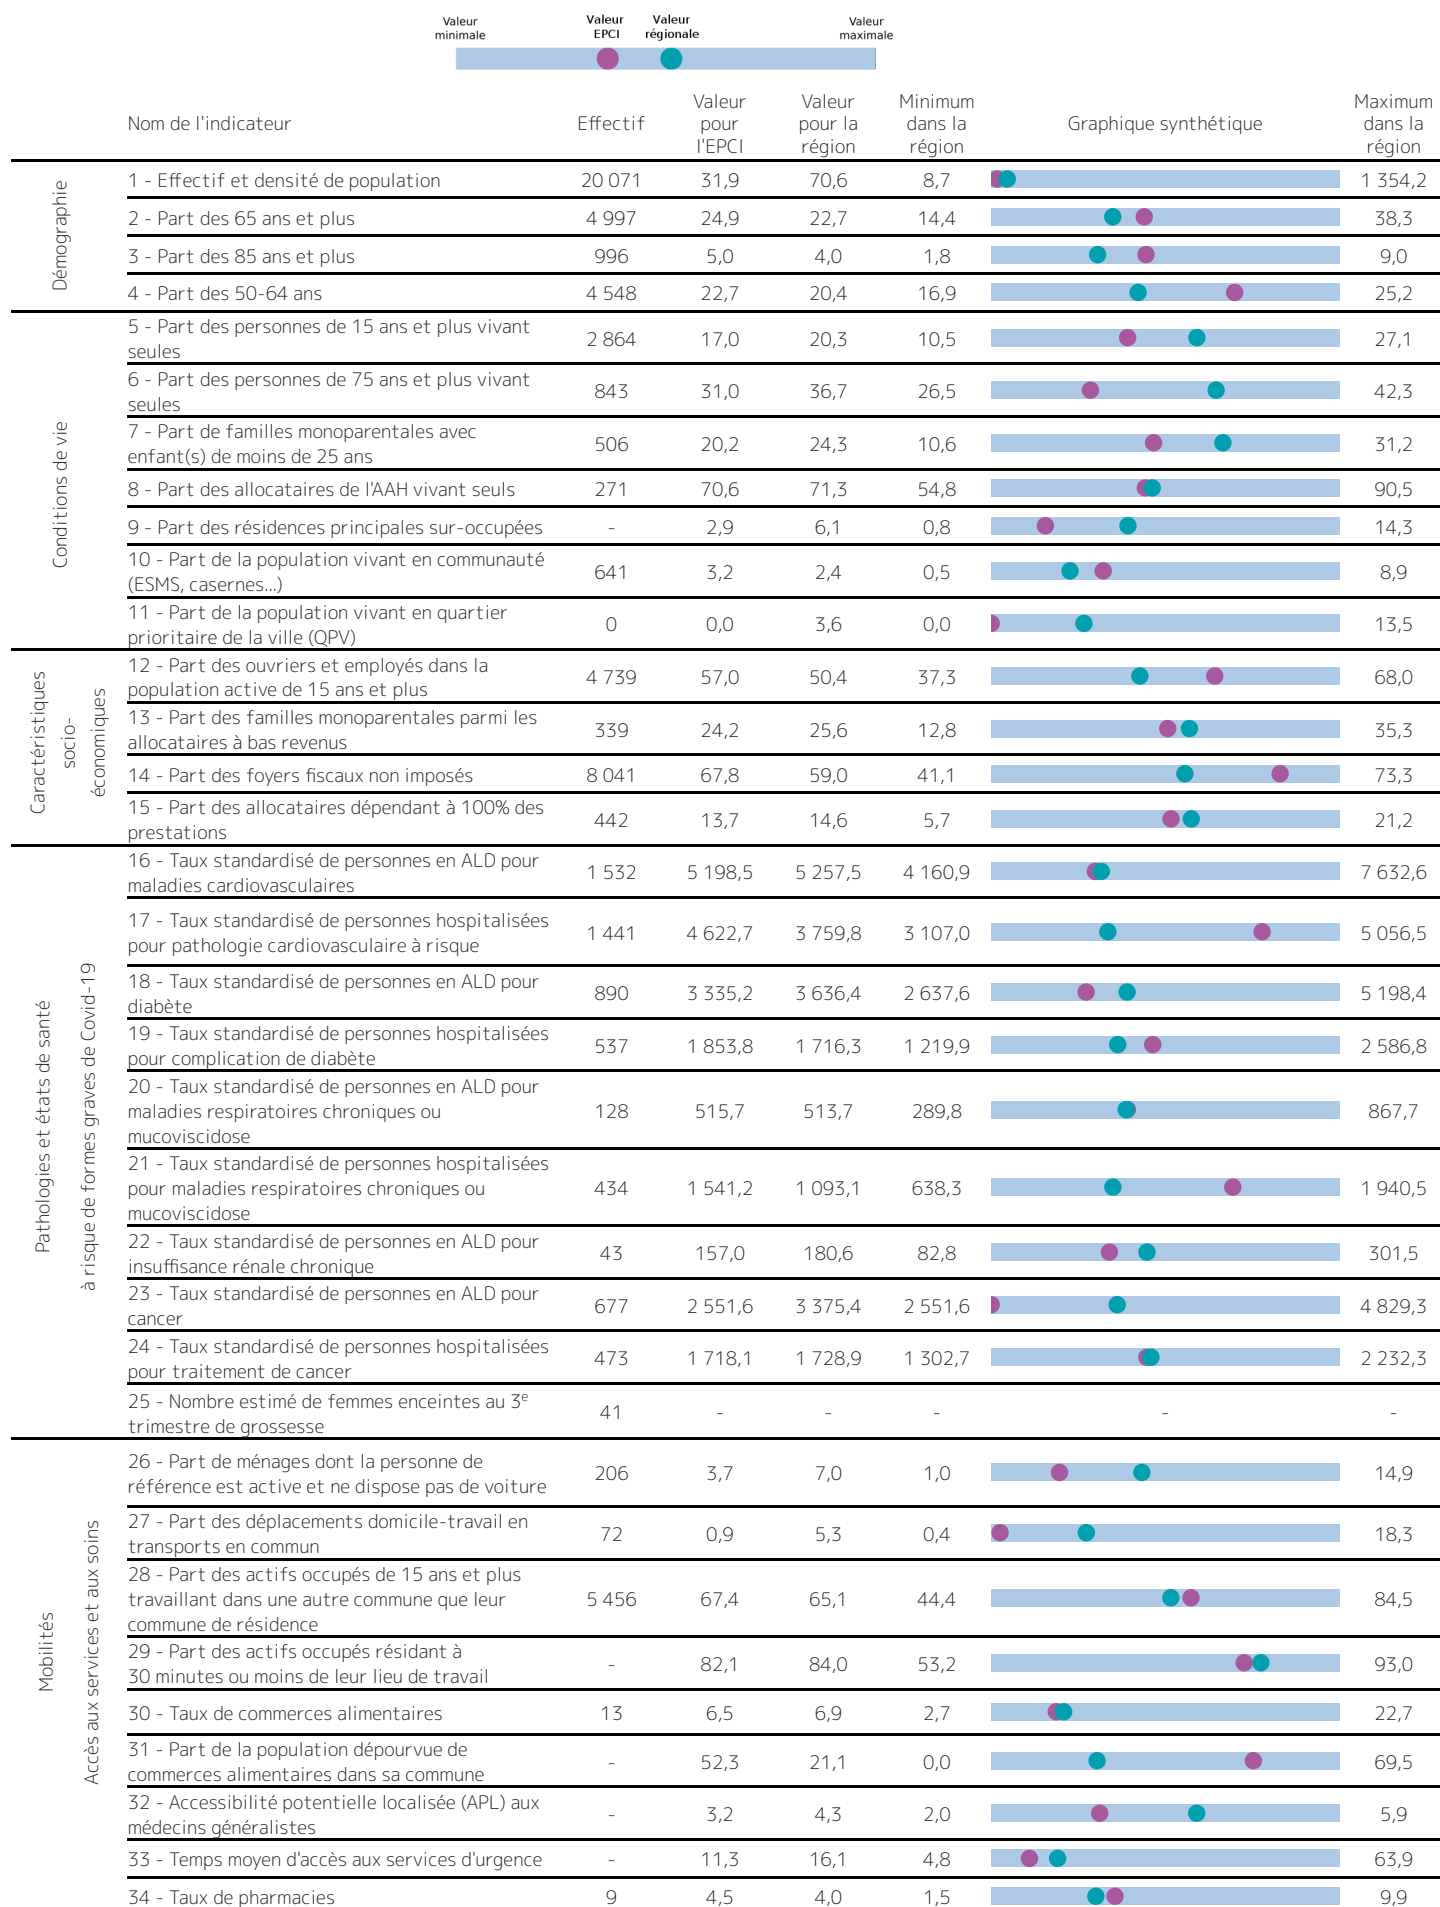 Valeur minimale
Valeur EPCI
Valeur régionale
Valeur maximale
Nom de l'indicateur
Effectif
Valeur pour l'EPCI
Valeur pour la région
Minimum dans la région
Graphique synthétique
Maximum dans la région
Démographie
1 - Effectif et densité de population 20 071 31,9 70,6 8,7 1 354,2
2 - Part des 65 ans et plus 4 997 24,9 22,7 14,4 38,3
3 - Part des 85 ans et plus 996 5,0 4,0 1,8 9,0
4 - Part des 50-64 ans 4 548 22,7 20,4 16,9 25,2
Conditions de vie
5 - Part des personnes de 15 ans et plus vivant
seules 2 864 17,0 20,3 10,5 27,1
6 - Part des personnes de 75 ans et plus vivant
seules 843 31,0 36,7 26,5 42,3
7 - Part de familles monoparentales avec
enfant(s) de moins de 25 ans 506 20,2 24,3 10,6 31,2
8 - Part des allocataires de l'AAH vivant seuls 271 70,6 71,3 54,8 90,5
9 - Part des résidences principales sur-occupées - 2,9 6,1 0,8 14,3
10 - Part de la population vivant en communauté
(ESMS, casernes...) 641 3,2 2,4 0,5 8,9
11 - Part de la population vivant en quartier
prioritaire de la ville (QPV) 0 0,0 3,6 0,0 13,5
Caractéristiques
socio-
économiques
12 - Part des ouvriers et employés dans la
population active de 15 ans et plus 4 739 57,0 50,4 37,3 68,0
13 - Part des familles monoparentales parmi les
allocataires à bas revenus 339 24,2 25,6 12,8 35,3
14 - Part des foyers fiscaux non imposés 8 041 67,8 59,0 41,1 73,3
15 - Part des allocataires dépendant à 100% des
prestations 442 13,7 14,6 5,7 21,2
Pathologies et états de santé
à risque de formes graves de Covid-19
16 - Taux standardisé de personnes en ALD pour
maladies cardiovasculaires 1 532 5 198,5 5 257,5 4 160,9 7 632,6
17 - Taux standardisé de personnes hospitalisées
pour pathologie cardiovasculaire à risque 1 441 4 622,7 3 759,8 3 107,0 5 056,5
18 - Taux standardisé de personnes en ALD pour
diabète 890 3 335,2 3 636,4 2 637,6 5 198,4
19 - Taux standardisé de personnes hospitalisées
pour complication de diabète 537 1 853,8 1 716,3 1 219,9 2 586,8
20 - Taux standardisé de personnes en ALD pour
maladies respiratoires chroniques ou
mucoviscidose 128 515,7 513,7 289,8 867,7
21 - Taux standardisé de personnes hospitalisées
pour maladies respiratoires chroniques ou
mucoviscidose 434 1 541,2 1 093,1 638,3 1 940,5
22 - Taux standardisé de personnes en ALD pour
insuffisance rénale chronique 43 157,0 180,6 82,8 301,5
23 - Taux standardisé de personnes en ALD pour
cancer 677 2 551,6 3 375,4 2 551,6 4 829,3
24 - Taux standardisé de personnes hospitalisées
pour traitement de cancer 473 1 718,1 1 728,9 1 302,7 2 232,3
25 - Nombre estimé de femmes enceintes au 3e
trimestre de grossesse 41 - - - - -
Mobilités
Accès aux services et aux soins
26 - Part de ménages dont la personne de
référence est active et ne dispose pas de voiture 206 3,7 7,0 1,0 14,9
27 - Part des déplacements domicile-travail en
transports en commun 72 0,9 5,3 0,4 18,3
28 - Part des actifs occupés de 15 ans et plus
travaillant dans une autre commune que leur
commune de résidence 5 456 67,4 65,1 44,4 84,5
29 - Part des actifs occupés résidant à
30 minutes ou moins de leur lieu de travail - 82,1 84,0 53,2 93,0
30 - Taux de commerces alimentaires 13 6,5 6,9 2,7 22,7
31 - Part de la population dépourvue de
commerces alimentaires dans sa commune - 52,3 21,1 0,0 69,5
32 - Accessibilité potentielle localisée (APL) aux
médecins généralistes - 3,2 4,3 2,0 5,9
33 - Temps moyen d'accès aux services d'urgence - 11,3 16,1 4,8 63,9
34 - Taux de pharmacies 9 4,5 4,0 1,5 9,9